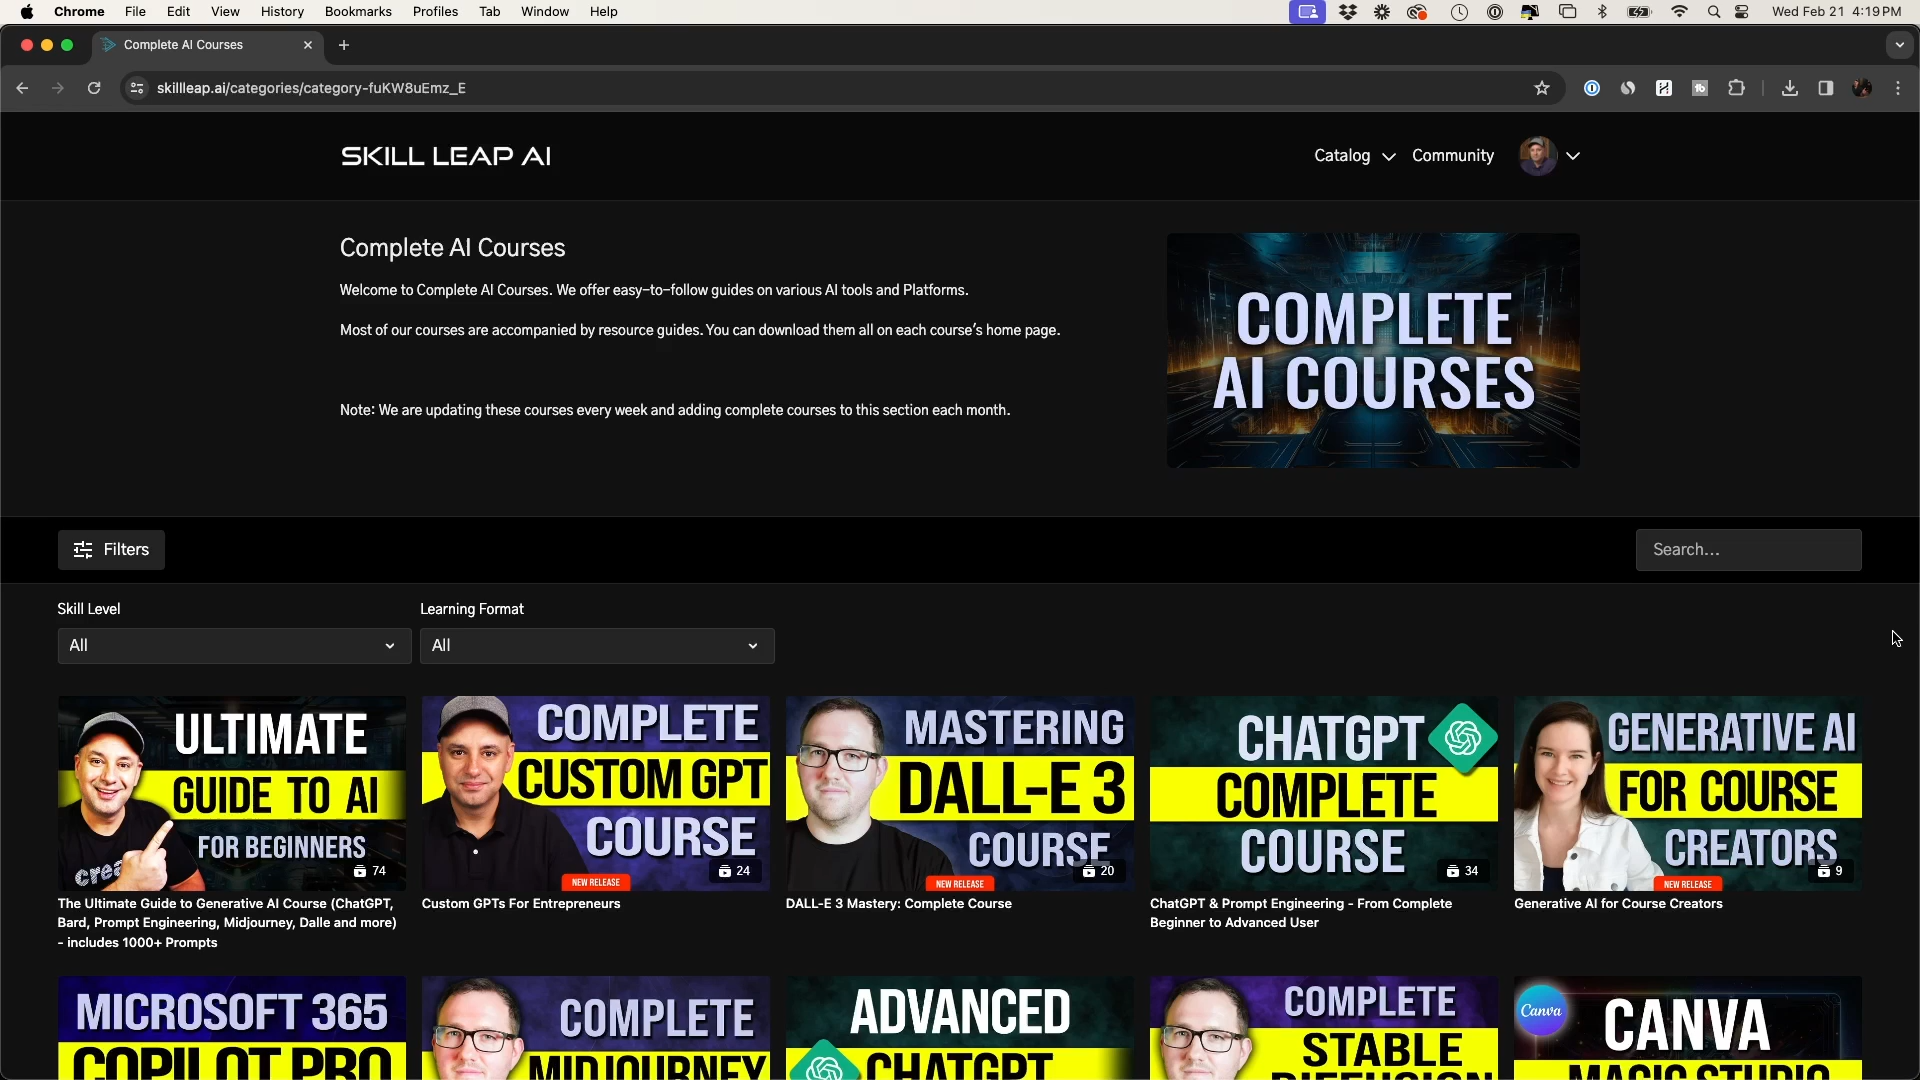 Chrome File Edit View History Bookmarks Profiles Tab Window Help Wed Feb 21 4:19 PM
Complete AI Courses
skillleap.ai/categories/category-fuKW8uEmz_E
SKILL LEAP AI
Catalog Community
Complete AI Courses
Welcome to Complete AI Courses. We offer easy-to-follow guides on various AI tools and Platforms.
Most of our courses are accompanied by resource guides. You can download them all on each course's home page.
Note: We are updating these courses every week and adding complete courses to this section each month.
COMPLETE
AI COURSES
Filters
Search...
Skill Level
Learning Format
All
All
ULTIMATE
GUIDE TO AI
FOR BEGINNERS
crea
74
The Ultimate Guide to Generative AI Course (ChatGPT,
Bard, Prompt Engineering, Midjourney, Dalle and more)
- includes 1000+ Prompts
COMPLETE
CUSTOM GPT
COURSE
24
NEW RELEASE
Custom GPTs For Entrepreneurs
MASTERING
DALL-E 3
COURSE
20
NEW RELEASE
DALL-E 3 Mastery: Complete Course
CHATGPT
COMPLETE
COURSE
34
ChatGPT & Prompt Engineering - From Complete
Beginner to Advanced User
GENERATIVE AI
FOR COURSE
CREATORS
9
NEW RELEASE
Generative AI for Course Creators
MICROSOFT 365
COPILOT PRO
COMPLETE
MIDJOURNEY
ADVANCED
CHATGPT
COMPLETE
STABLE
DIFFUSION
Canva
CANVA
MAGIC STUDIO